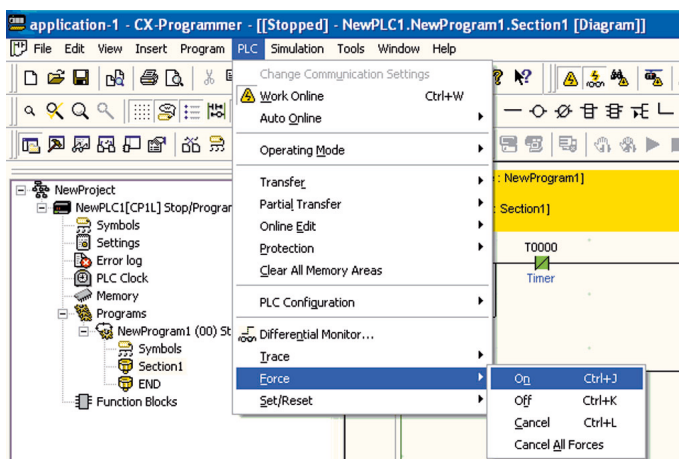 application-1 - CX-Programmer - [[Stopped] - NewPLC1.NewProgram1.Section1 [Diagram]]
File Edit View Insert Program PLC Simulation Tools Window Help
Change Communication Settings
Work Online Ctrl+W
Auto Online
Operating Mode
Transfer
Partial Transfer
Online Edit
Protection
Clear All Memory Areas
PLC Configuration
Differential Monitor...
Trace
Force
Set/Reset
On Ctrl+J
Off Ctrl+K
Cancel Ctrl+L
Cancel All Forces
NewProject
NewPLC1[CP1L] Stop/Prograr
Symbols
Settings
Error log
PLC Clock
Memory
Programs
NewProgram1 (00) St
Symbols
Section1
END
Function Blocks
: NewProgram1]
: Section1]
T0000
Timer